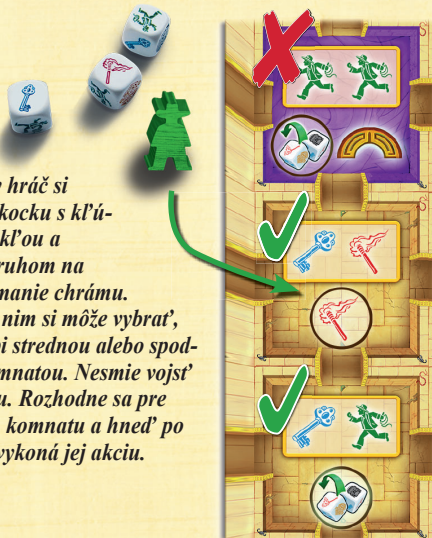 hráč si
kocku s kľú-
kľou a
ruhom na
manie chrámu.
nim si môže vybrať,
strednou alebo spod-
mnatou. Nesmie vojsť
u. Rozhodne sa pre
komnatu a hneď po
vykoná jej akciu.